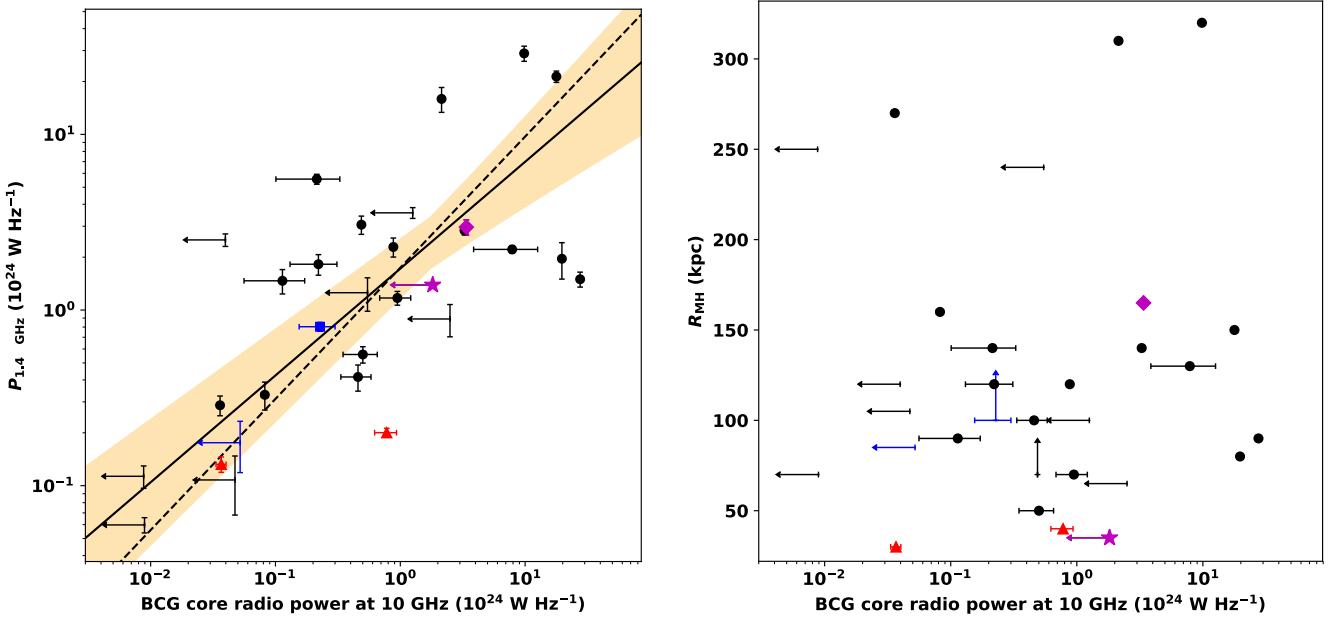 10¹
10⁰
10⁻¹
P₁.₄ GHz (10²⁴ W Hz⁻¹)
10⁻² 10⁻¹ 10⁰ 10¹
BCG core radio power at 10 GHz (10²⁴ W Hz⁻¹)
300
250
200
150
100
50
R_MH (kpc)
10⁻² 10⁻¹ 10⁰ 10¹
BCG core radio power at 10 GHz (10²⁴ W Hz⁻¹)